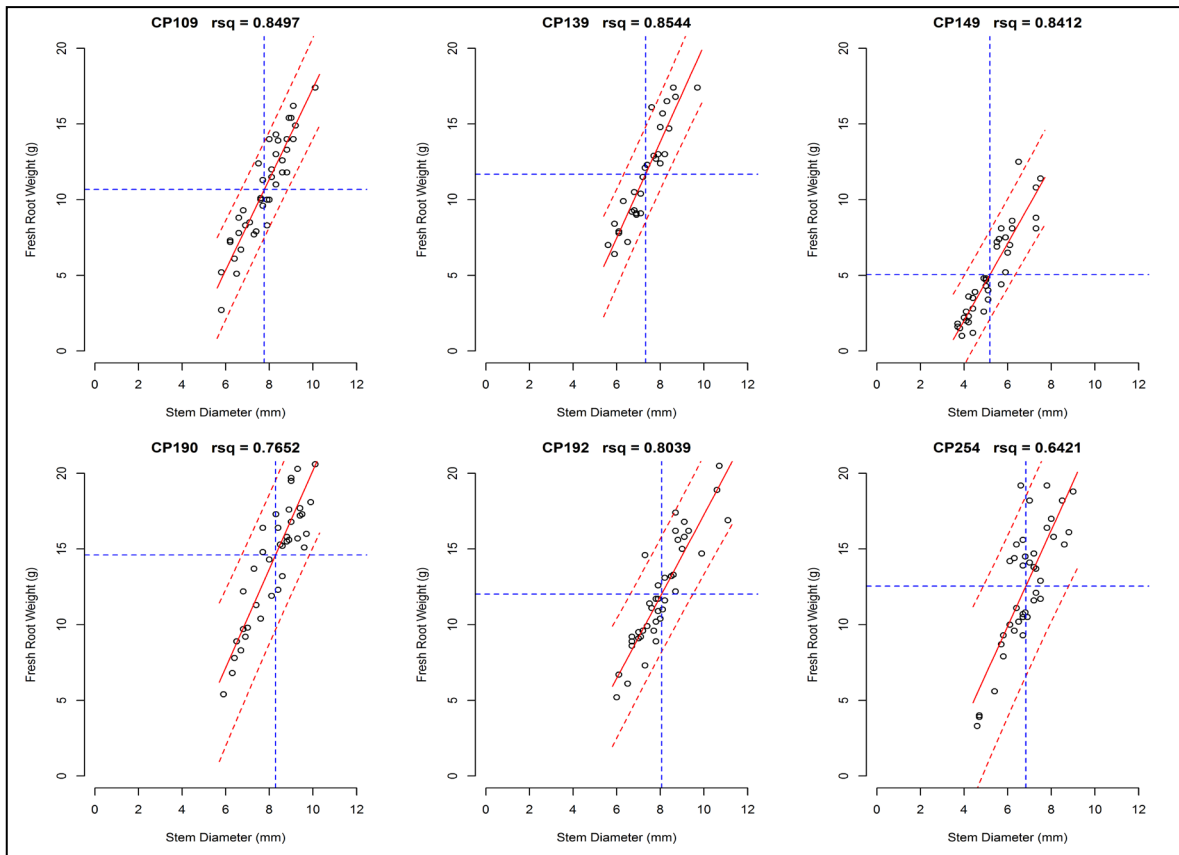 CP109 rsq = 0.8497
CP139 rsq = 0.8544
CP149 rsq = 0.8412
Fresh Root Weight (g)
20
15
10
5
0
0 2 4 6 8 10 12
Stem Diameter (mm)
Fresh Root Weight (g)
20
15
10
5
0
0 2 4 6 8 10 12
Stem Diameter (mm)
Fresh Root Weight (g)
20
15
10
5
0
0 2 4 6 8 10 12
Stem Diameter (mm)
CP190 rsq = 0.7652
CP192 rsq = 0.8039
CP254 rsq = 0.6421
Fresh Root Weight (g)
20
15
10
5
0
0 2 4 6 8 10 12
Stem Diameter (mm)
Fresh Root Weight (g)
20
15
10
5
0
0 2 4 6 8 10 12
Stem Diameter (mm)
Fresh Root Weight (g)
20
15
10
5
0
0 2 4 6 8 10 12
Stem Diameter (mm)